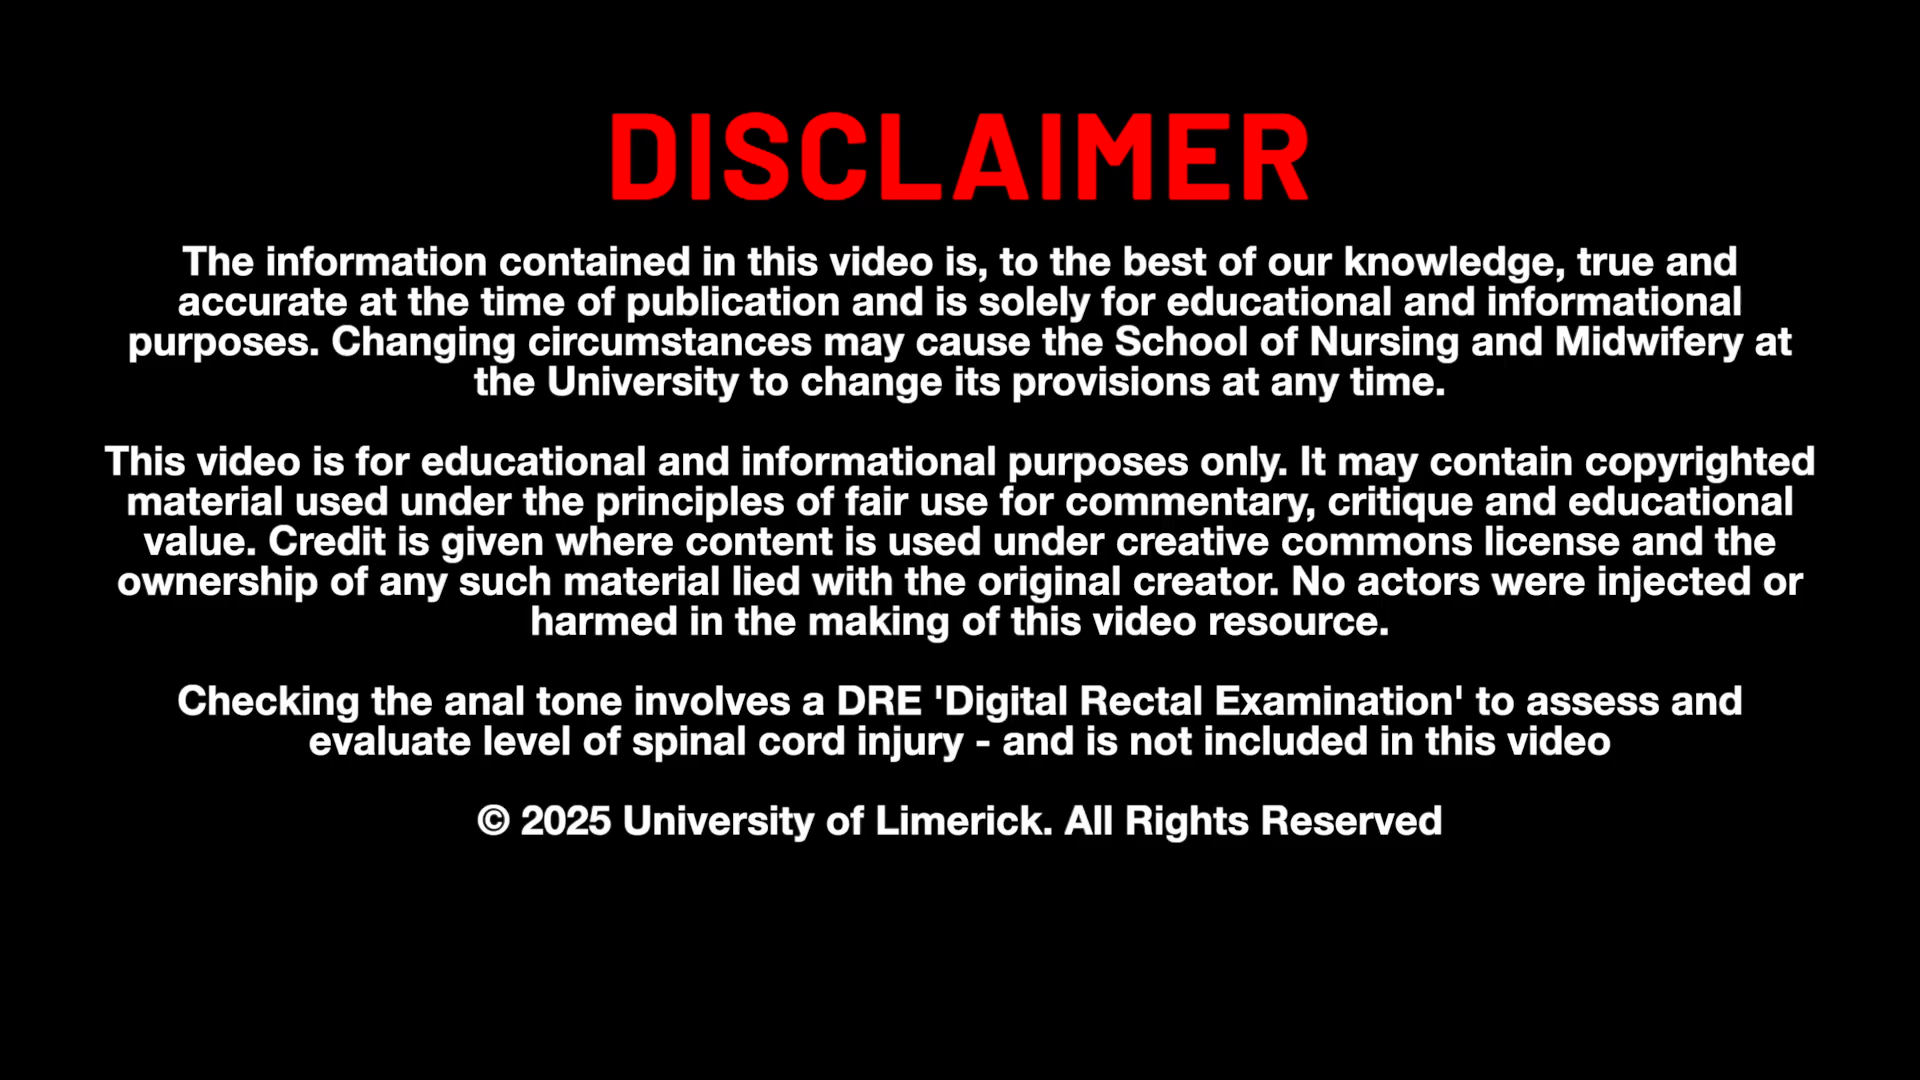 DISCLAIMER
The information contained in this video is, to the best of our knowledge, true and
accurate at the time of publication and is solely for educational and informational
purposes. Changing circumstances may cause the School of Nursing and Midwifery at
the University to change its provisions at any time.
This video is for educational and informational purposes only. It may contain copyrighted
material used under the principles of fair use for commentary, critique and educational
value. Credit is given where content is used under creative commons license and the
ownership of any such material lied with the original creator. No actors were injected or
harmed in the making of this video resource.
Checking the anal tone involves a DRE 'Digital Rectal Examination' to assess and
evaluate level of spinal cord injury - and is not included in this video
© 2025 University of Limerick. All Rights Reserved